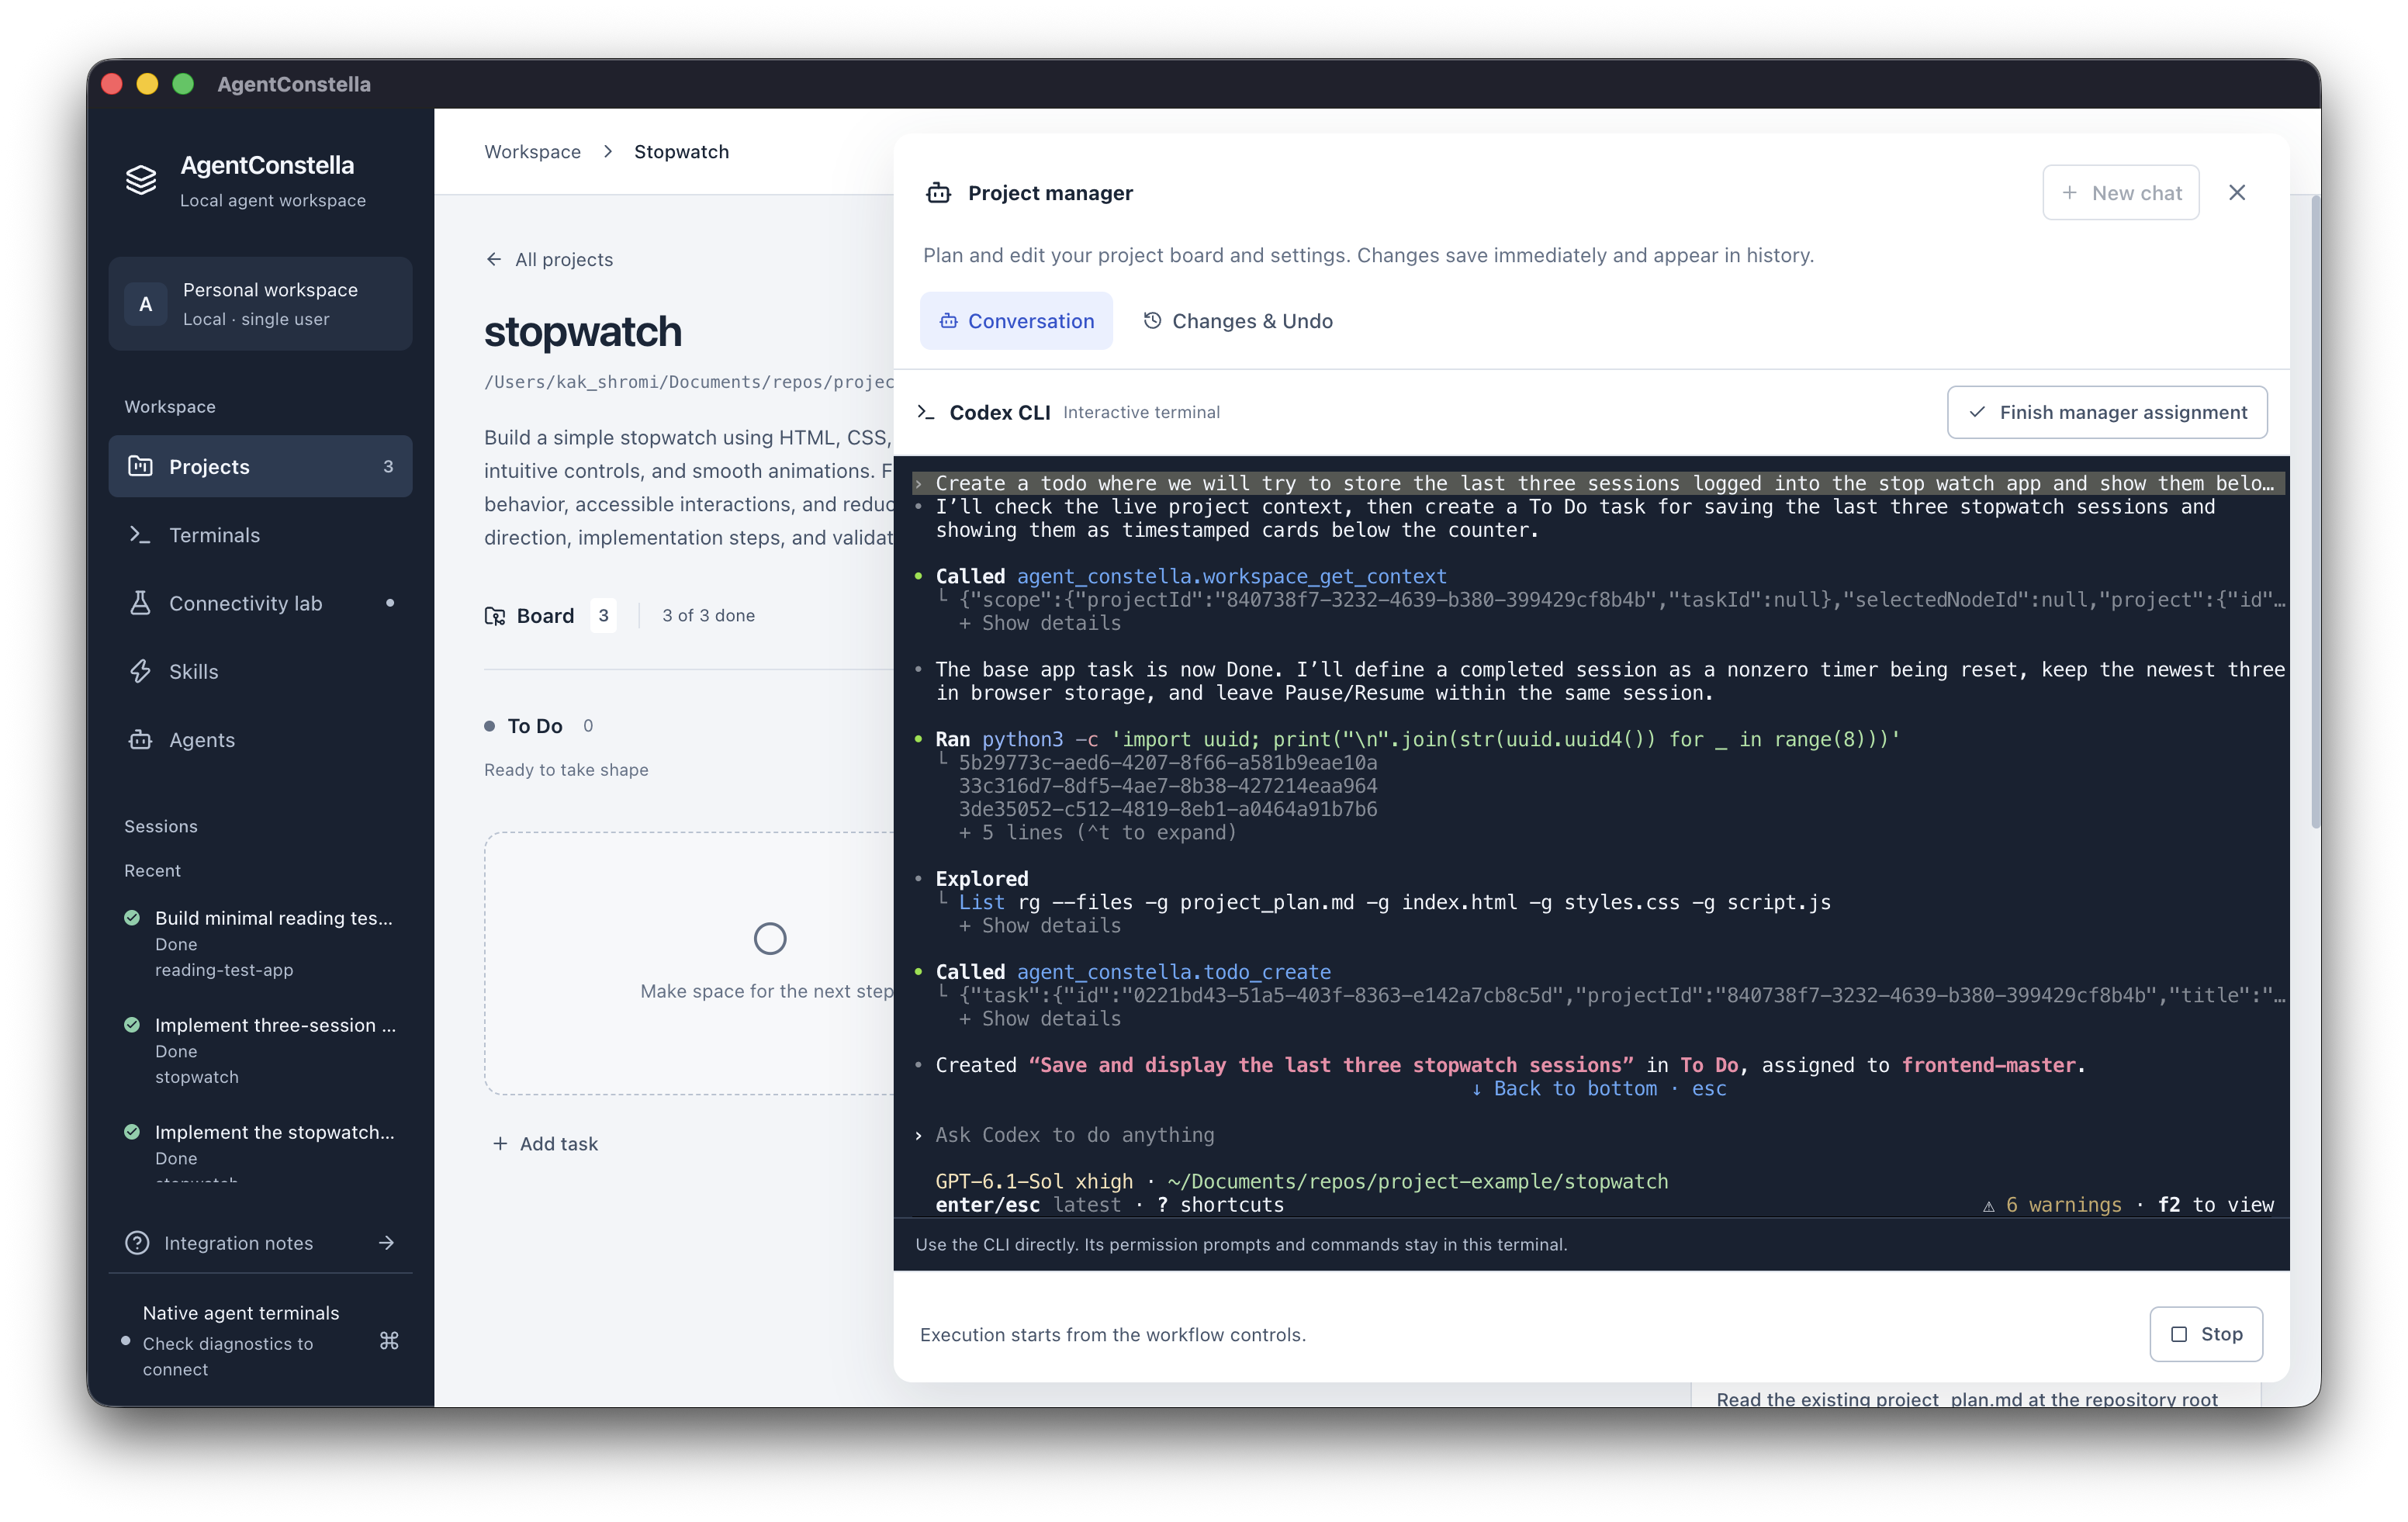 AgentConstella
AgentConstella
Local agent workspace
A
Personal workspace
Local · single user
Workspace
Projects 3
Terminals
Connectivity lab
Skills
Agents
Sessions
Recent
Build minimal reading tes...
Done
reading-test-app
Implement three-session ...
Done
stopwatch
Implement the stopwatch...
Done
Integration notes
Native agent terminals
Check diagnostics to
connect
Workspace > Stopwatch
All projects
stopwatch
/Users/kak_shromi/Documents/repos/projec
Build a simple stopwatch using HTML, CSS,
intuitive controls, and smooth animations. F
behavior, accessible interactions, and reduc
direction, implementation steps, and validat
Board 3 3 of 3 done
To Do 0
Ready to take shape
Make space for the next step
+ Add task
Project manager
+ New chat
Plan and edit your project board and settings. Changes save immediately and appear in history.
Conversation
Changes & Undo
Codex CLI Interactive terminal
Finish manager assignment
› Create a todo where we will try to store the last three sessions logged into the stop watch app and show them belo…
• I’ll check the live project context, then create a To Do task for saving the last three stopwatch sessions and
showing them as timestamped cards below the counter.
• Called agent_constella.workspace_get_context
└ {"scope":{"projectId":"840738f7-3232-4639-b380-399429cf8b4b","taskId":null},"selectedNodeId":null,"project":{"id"…
+ Show details
• The base app task is now Done. I’ll define a completed session as a nonzero timer being reset, keep the newest three
in browser storage, and leave Pause/Resume within the same session.
• Ran python3 -c 'import uuid; print("\n".join(str(uuid.uuid4()) for _ in range(8)))'
└ 5b29773c-aed6-4207-8f66-a581b9eae10a
33c316d7-8df5-4ae7-8b38-427214eaa964
3de35052-c512-4819-8eb1-a0464a91b7b6
+ 5 lines (^t to expand)
• Explored
└ List rg --files -g project_plan.md -g index.html -g styles.css -g script.js
+ Show details
• Called agent_constella.todo_create
└ {"task":{"id":"0221bd43-51a5-403f-8363-e142a7cb8c5d","projectId":"840738f7-3232-4639-b380-399429cf8b4b","title":"…
+ Show details
• Created “Save and display the last three stopwatch sessions” in To Do, assigned to frontend-master.
↓ Back to bottom · esc
› Ask Codex to do anything
GPT-6.1-Sol xhigh · ~/Documents/repos/project-example/stopwatch
enter/esc latest · ? shortcuts ⚠ 6 warnings · f2 to view
Use the CLI directly. Its permission prompts and commands stay in this terminal.
Execution starts from the workflow controls.
Stop
Read the existing project_plan.md at the repository root